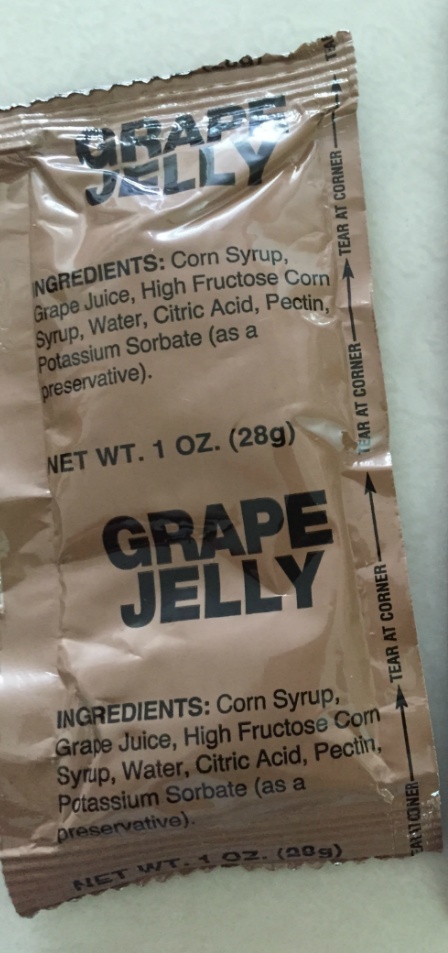 GRAPE
JELLY
INGREDIENTS: Corn Syrup,
Grape Juice, High Fructose Corn
Syrup, Water, Citric Acid, Pectin,
Potassium Sorbate (as a
preservative).
NET WT. 1 OZ. (28g)
GRAPE
JELLY
INGREDIENTS: Corn Syrup,
Grape Juice, High Fructose Corn
Syrup, Water, Citric Acid, Pectin,
Potassium Sorbate (as a
preservative).
NET WT. 1 OZ. (28g)
TEAR AT CORNER
TEAR AT CORNER
TEAR AT CORNER